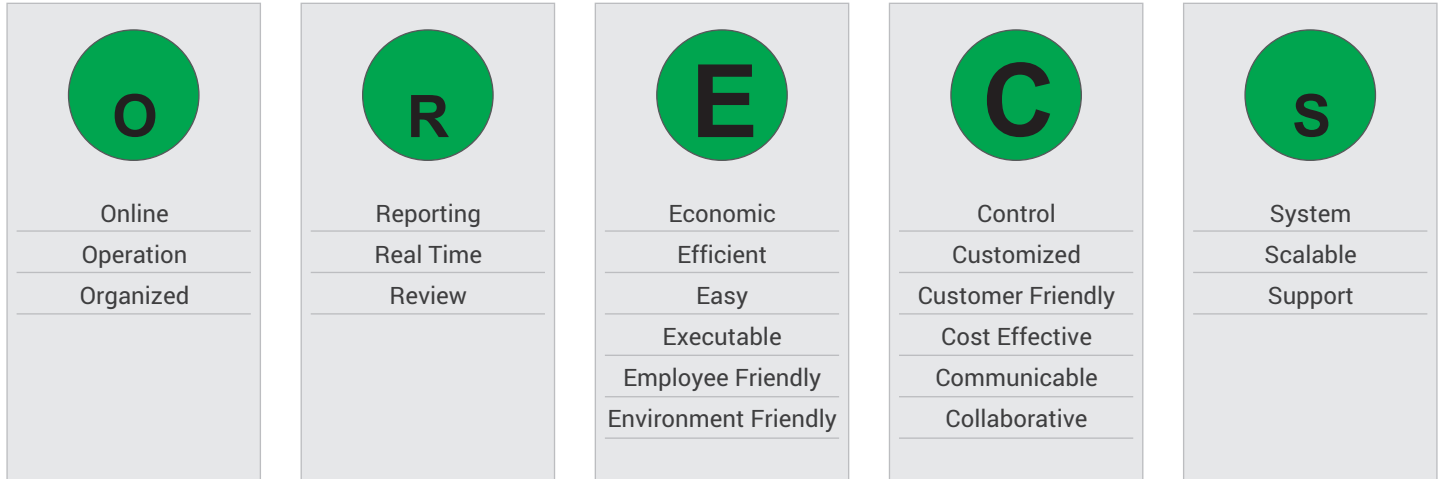 O
Online
Operation
Organized
R
Reporting
Real Time
Review
E
Economic
Efficient
Easy
Executable
Employee Friendly
Environment Friendly
C
Control
Customized
Customer Friendly
Cost Effective
Communicable
Collaborative
S
System
Scalable
Support